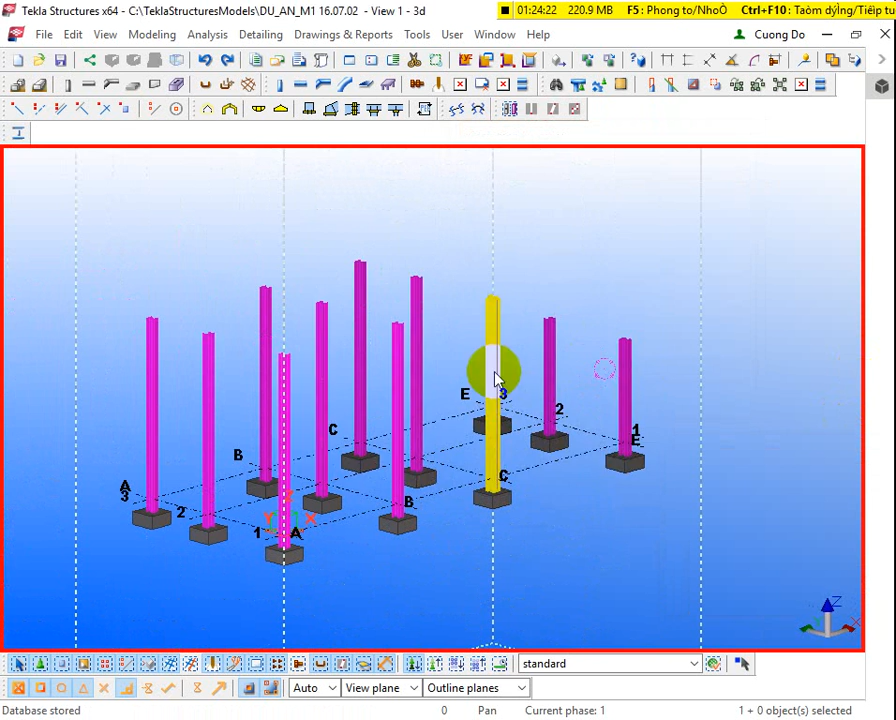 Tekla Structures x64 - C:\TeklaStructuresModels\DU_AN_M1 16.07.02 - View 1 - 3d
01:24:22 220.9 MB F5: Phong to/NhoÒ Ctrl+F10: Taòm dýÌng/Tiêìp tu
File Edit View Modeling Analysis Detailing Drawings & Reports Tools User Window Help Cuong Do
E 3
2
C
1
B E
A C
3
2 B
Y X
1 A
Z
Y X
standard
Auto View plane Outline planes
Database stored 0 Pan Current phase: 1 1 + 0 object(s) selected